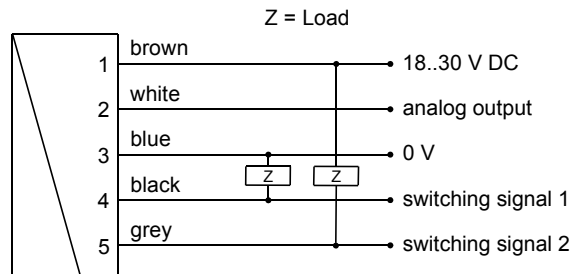 Z = Load
1 brown 18..30 V DC
2 white analog output
3 blue 0 V
Z Z
4 black switching signal 1
5 grey switching signal 2